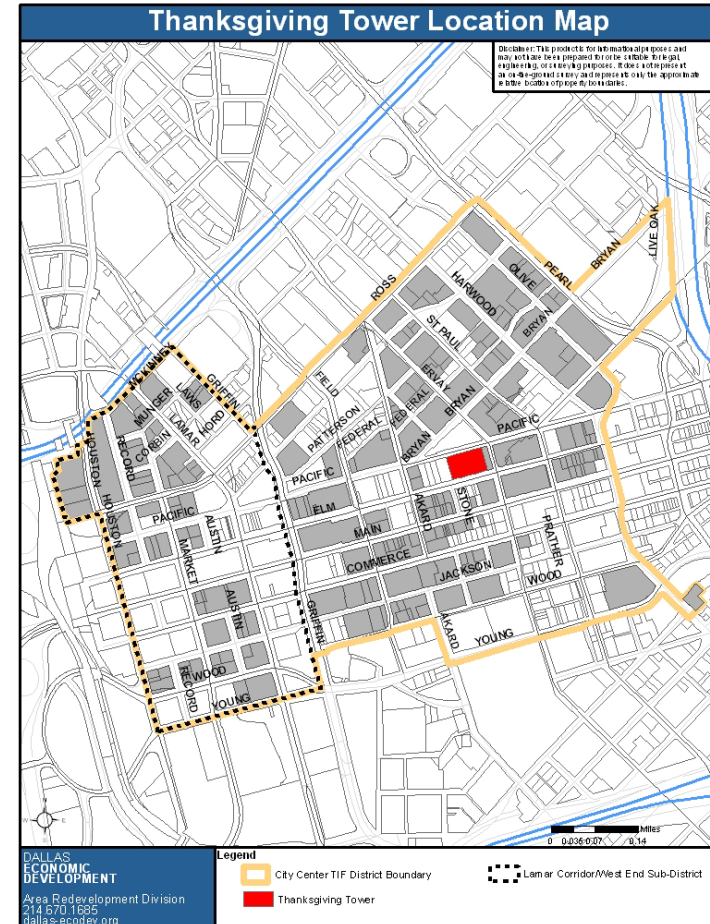 Thanksgiving Tower Location Map
Disclaimer: This product is for informational purposes and
may not have been prepared for or be suitable for legal,
engineering, or surveying purposes. It does not represent
an on-the-ground survey and represents only the approximate
relative location of property boundaries.
LIVE OAK
BRYAN
PEARL
OLIVE
ROSS
HARWOOD
BRYAN
ST PAUL
MCKINNEY
GRIFFIN
FIELD
ERVAY
LAWS
MUNGER
FEDERAL
BRYAN
PATTERSON
HORD
LAMAR
FEDERAL
PACIFIC
CORBIN
RECORD
HOUSTON
BRYAN
PACIFIC
STONE
AKARD
ELM
HOUSTON
PACIFIC
AUSTIN
MAIN
PRATHER
MARKET
COMMERCE
JACKSON
WOOD
AUSTIN
GRIFFIN
AKARD
YOUNG
WOOD
RECORD
YOUNG
N
W E
S
Miles
0 0.035 0.07 0.14
DALLAS
ECONOMIC
DEVELOPMENT
Area Redevelopment Division
214.670.1685
dallas-ecodev.org
Legend
City Center TIF District Boundary
Lamar Corridor/West End Sub-District
Thanksgiving Tower